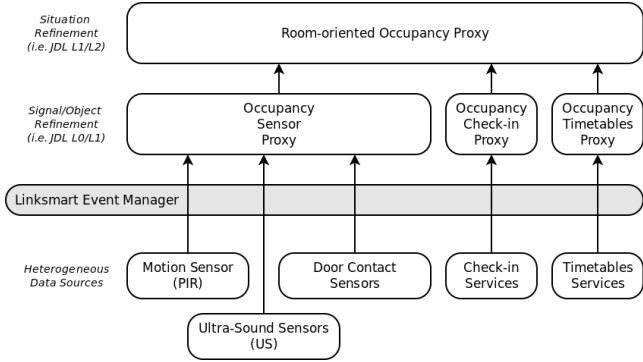 Situation
Refinement
(i.e. JDL L1/L2)
Room-oriented Occupancy Proxy
Signal/Object
Refinement
(i.e. JDL L0/L1)
Occupancy
Sensor
Proxy
Occupancy
Check-in
Proxy
Occupancy
Timetables
Proxy
Linksmart Event Manager
Heterogeneous
Data Sources
Motion Sensor
(PIR)
Door Contact
Sensors
Check-in
Services
Timetables
Services
Ultra-Sound Sensors
(US)